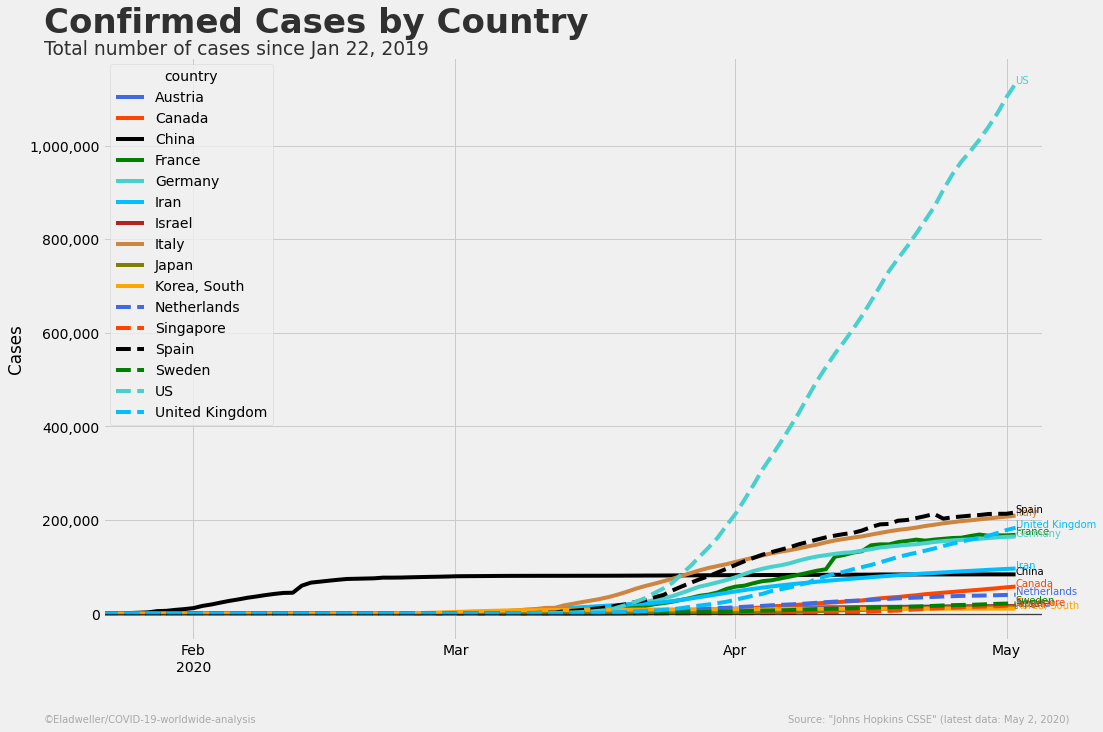 Confirmed Cases by Country
Total number of cases since Jan 22, 2019
country
Austria
Canada
China
France
Germany
Iran
Israel
Italy
Japan
Korea, South
Netherlands
Singapore
Spain
Sweden
US
United Kingdom
Cases
1,000,000
800,000
600,000
400,000
200,000
0
US
Spain
Italy
United Kingdom
France
Germany
Iran
China
Canada
Netherlands
Sweden
Feb
2020
Mar
Apr
May
©Eladweller/COVID-19-worldwide-analysis
Source: "Johns Hopkins CSSE" (latest data: May 2, 2020)